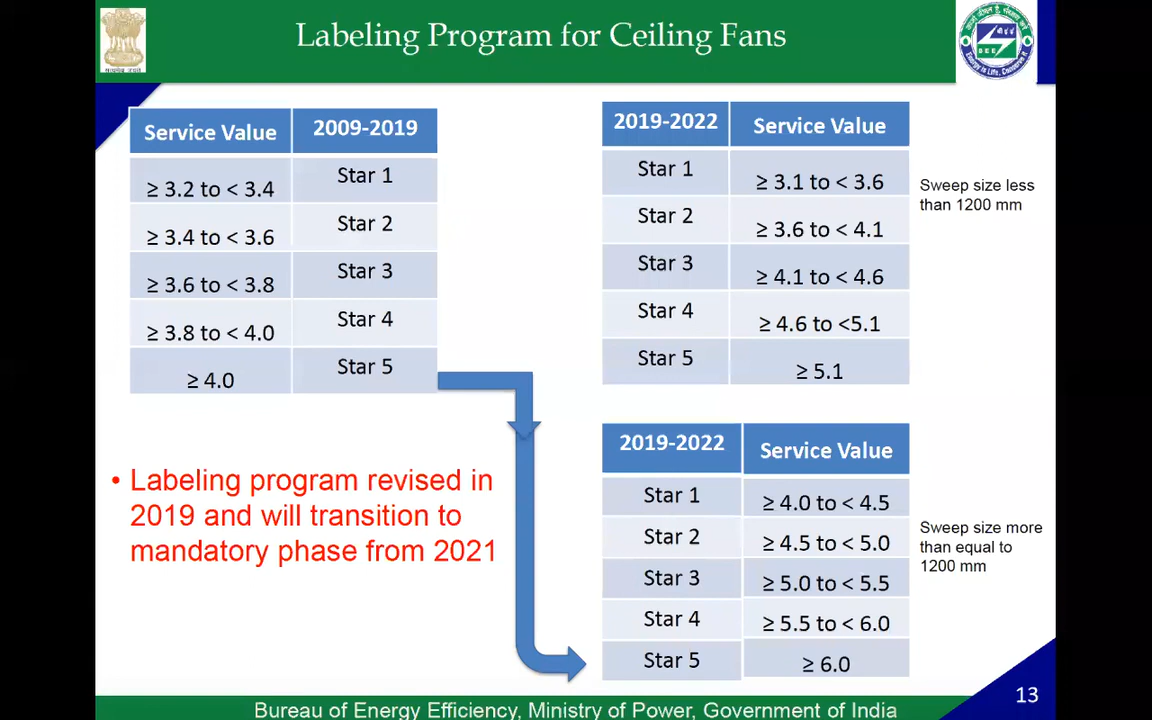 Labeling Program for Ceiling Fans
Service Value 2009-2019
≥ 3.2 to < 3.4 Star 1
≥ 3.4 to < 3.6 Star 2
≥ 3.6 to < 3.8 Star 3
≥ 3.8 to < 4.0 Star 4
≥ 4.0 Star 5
2019-2022 Service Value
Star 1 ≥ 3.1 to < 3.6
Star 2 ≥ 3.6 to < 4.1
Star 3 ≥ 4.1 to < 4.6
Star 4 ≥ 4.6 to <5.1
Star 5 ≥ 5.1
Sweep size less
than 1200 mm
• Labeling program revised in
2019 and will transition to
mandatory phase from 2021
2019-2022 Service Value
Star 1 ≥ 4.0 to < 4.5
Star 2 ≥ 4.5 to < 5.0
Star 3 ≥ 5.0 to < 5.5
Star 4 ≥ 5.5 to < 6.0
Star 5 ≥ 6.0
Sweep size more
than equal to
1200 mm
13
Bureau of Energy Efficiency, Ministry of Power, Government of India